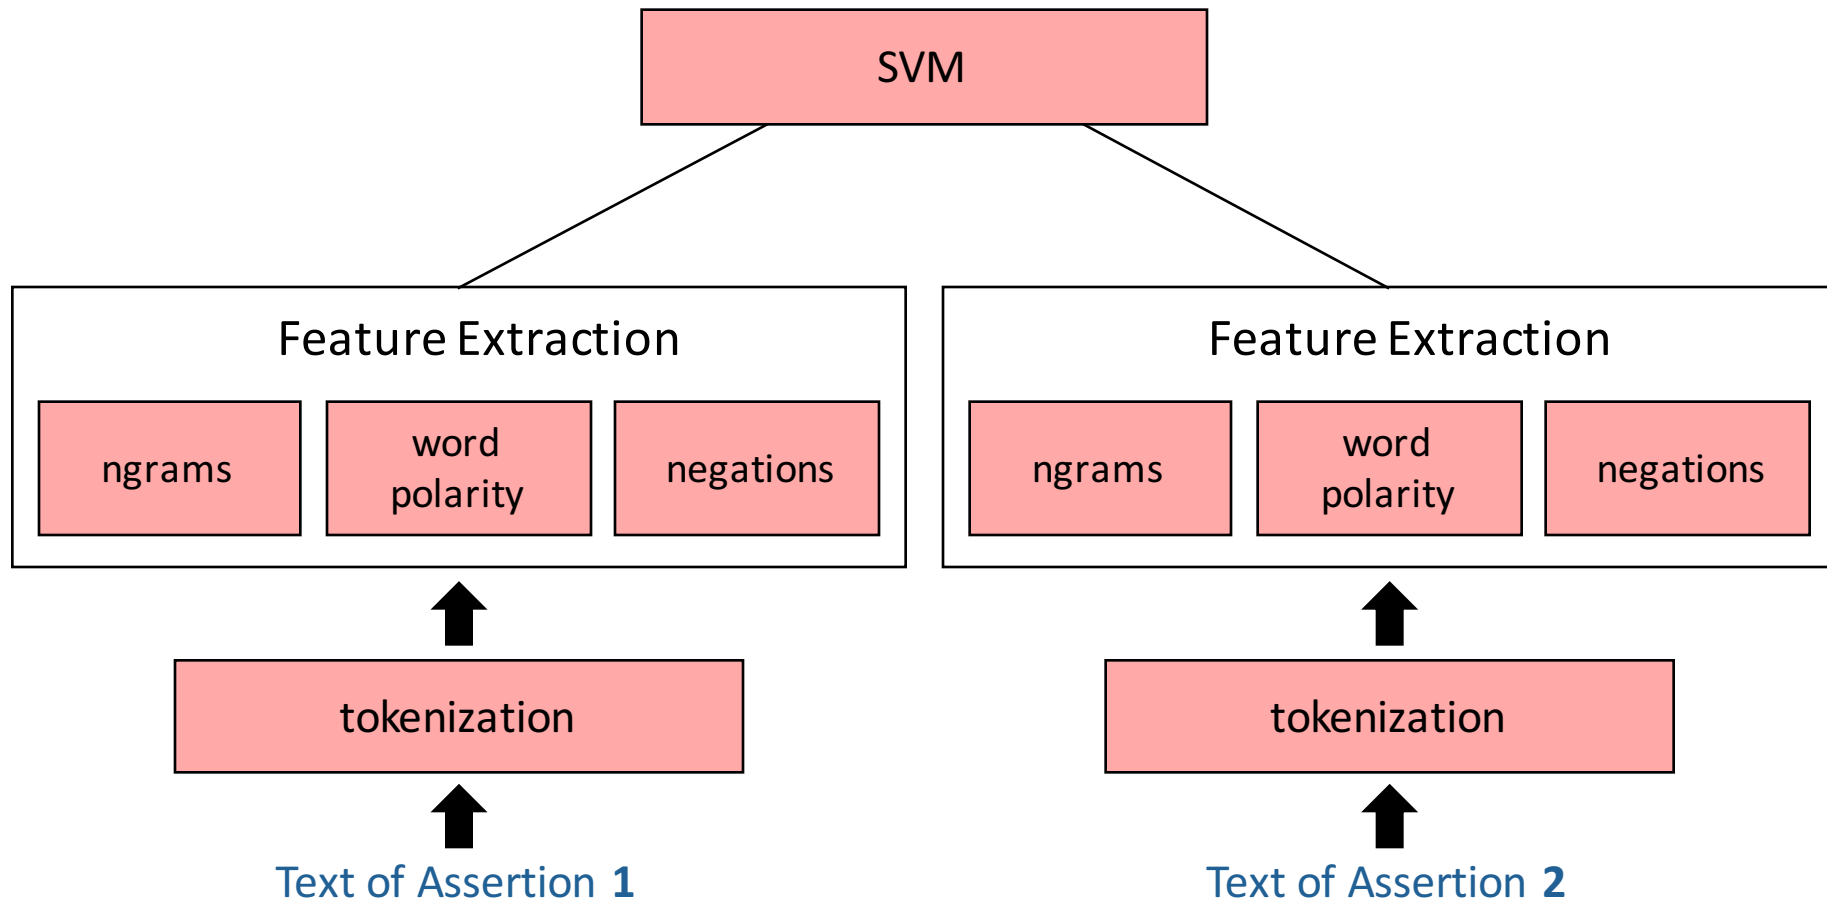 SVM
Feature Extraction
ngrams
word
polarity
negations
Feature Extraction
ngrams
word
polarity
negations
tokenization
tokenization
Text of Assertion 1
Text of Assertion 2